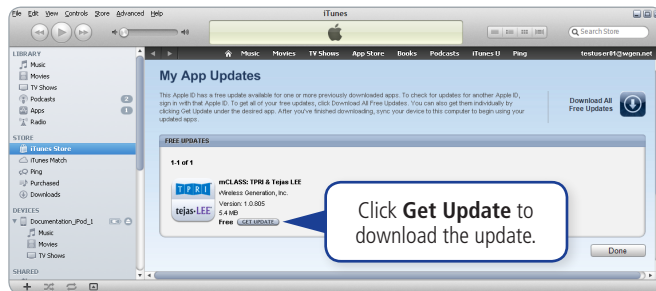 File Edit View Controls Store Advanced Help
iTunes
Search Store
Music Movies TV Shows App Store Books Podcasts iTunes U Ping
testuser81@wgen.net
LIBRARY
Music
Movies
TV Shows
Podcasts 2
Apps 1
Radio
STORE
iTunes Store
iTunes Match
Ping
Purchased
Downloads
DEVICES
Documentation_iPod_1
Music
Movies
TV Shows
SHARED
My App Updates
This Apple ID has a free update available for one or more previously downloaded apps. To check for updates for another Apple ID,
sign in with that Apple ID. To get all of your free updates, click Download All Free Updates. You can also get them individually by
clicking Get Update under the desired app. After you've finished downloading, sync your device to this computer to begin using your
updated apps.
Download All
Free Updates
FREE UPDATES
1-1 of 1
TPRI
tejas-LEE
mCLASS: TPRI & Tejas LEE
Wireless Generation, Inc.
Version: 1.0.805
5.4 MB
Free GET UPDATE
Click Get Update to
download the update.
Done